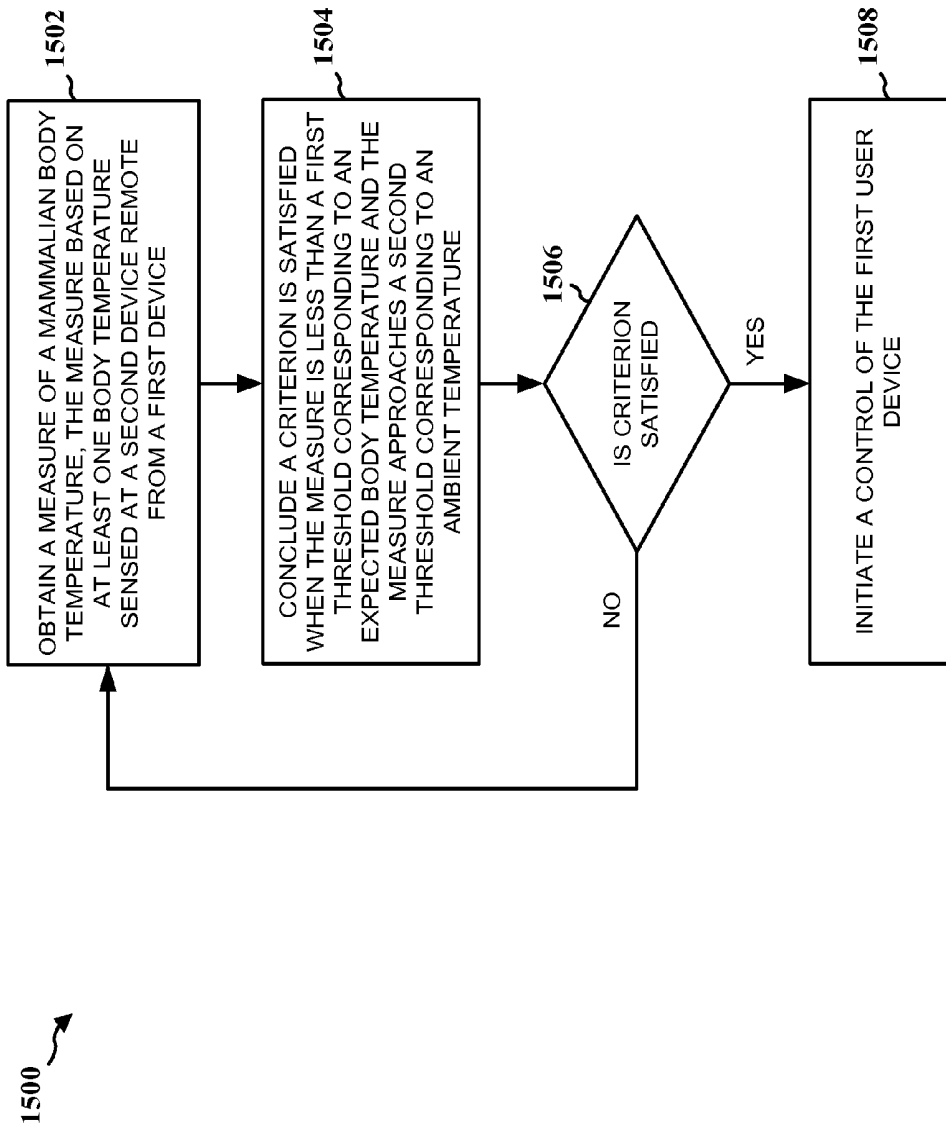 1500
1502
OBTAIN A MEASURE OF A MAMMALIAN BODY
TEMPERATURE, THE MEASURE BASED ON
AT LEAST ONE BODY TEMPERATURE
SENSED AT A SECOND DEVICE REMOTE
FROM A FIRST DEVICE
1504
CONCLUDE A CRITERION IS SATISFIED
WHEN THE MEASURE IS LESS THAN A FIRST
THRESHOLD CORRESPONDING TO AN
EXPECTED BODY TEMPERATURE AND THE
MEASURE APPROACHES A SECOND
THRESHOLD CORRESPONDING TO AN
AMBIENT TEMPERATURE
1506
IS CRITERION
SATISFIED
NO
YES
1508
INITIATE A CONTROL OF THE FIRST USER
DEVICE